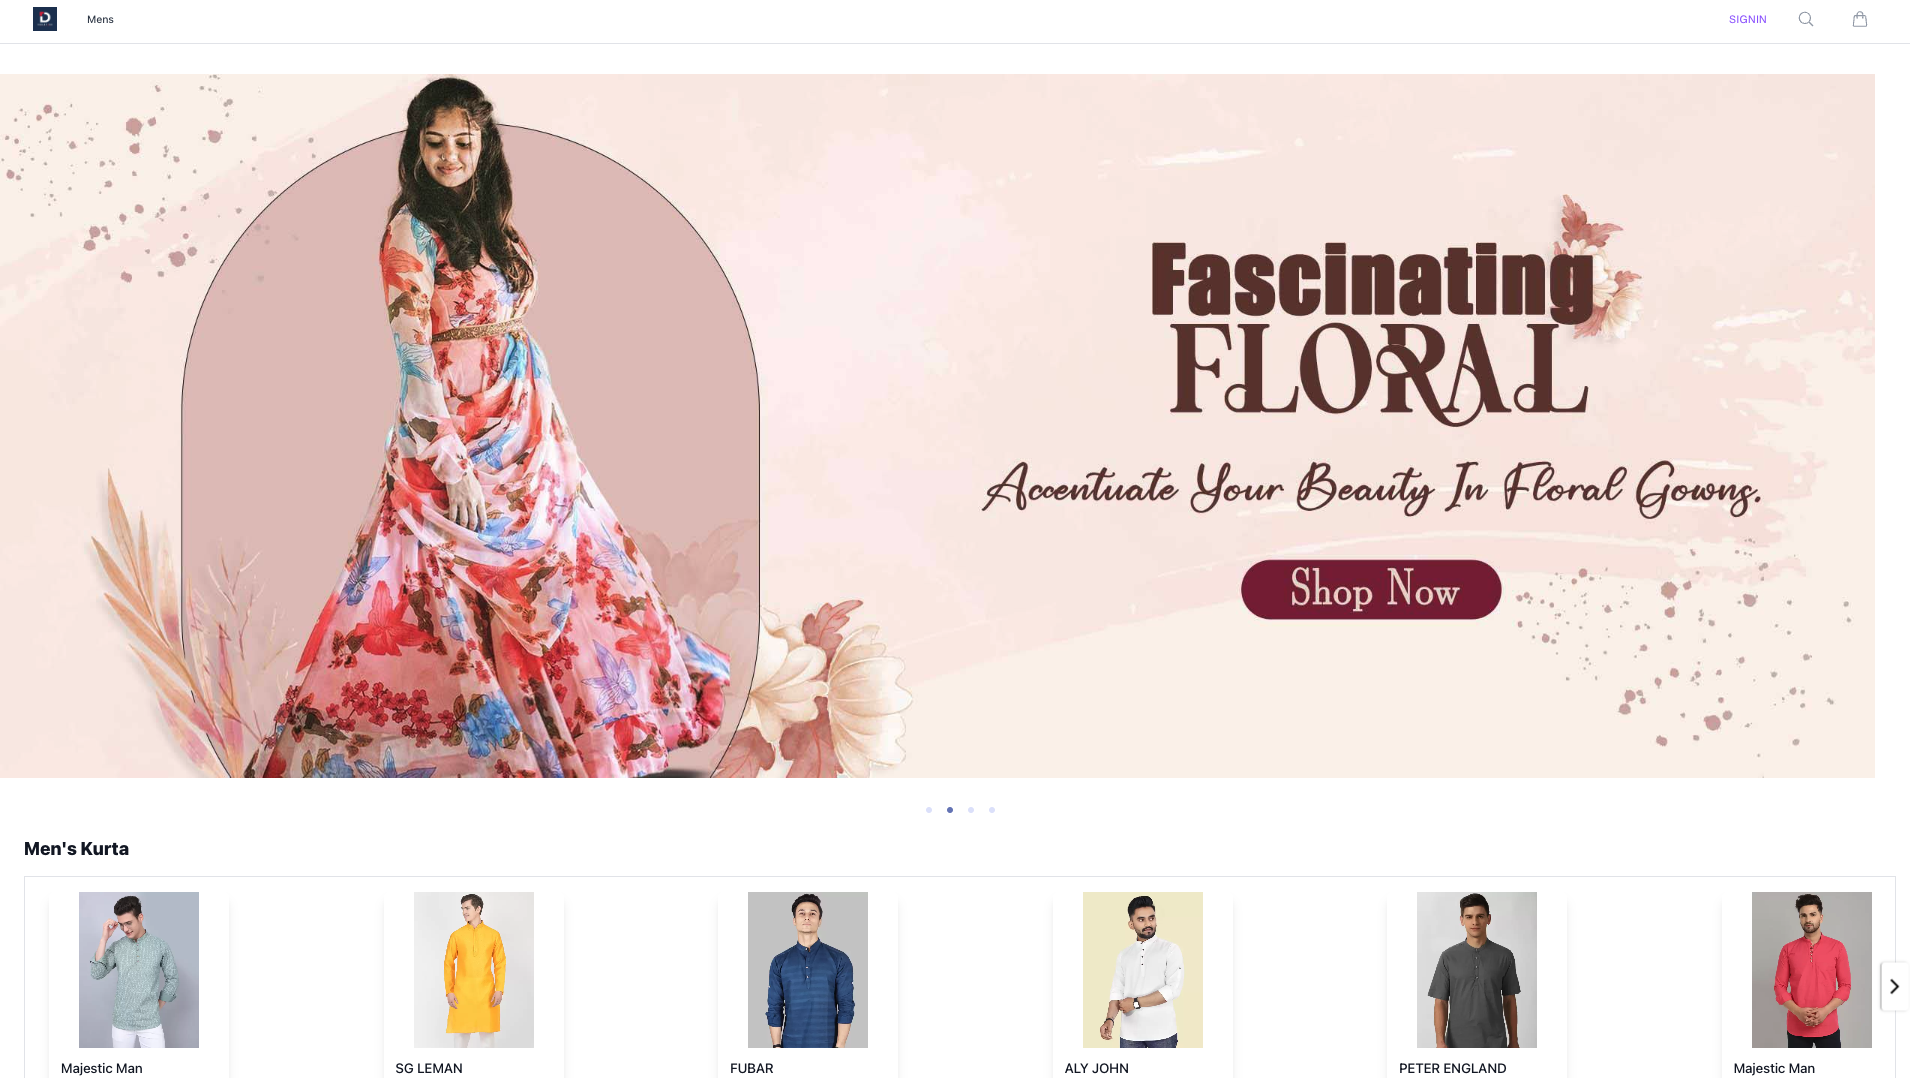 Mens
SIGNIN
Fascinating
FLORAL
Accentuate Your Beauty In Floral Gowns.
Shop Now
Men's Kurta
Majestic Man
SG LEMAN
FUBAR
ALY JOHN
PETER ENGLAND
Majestic Man